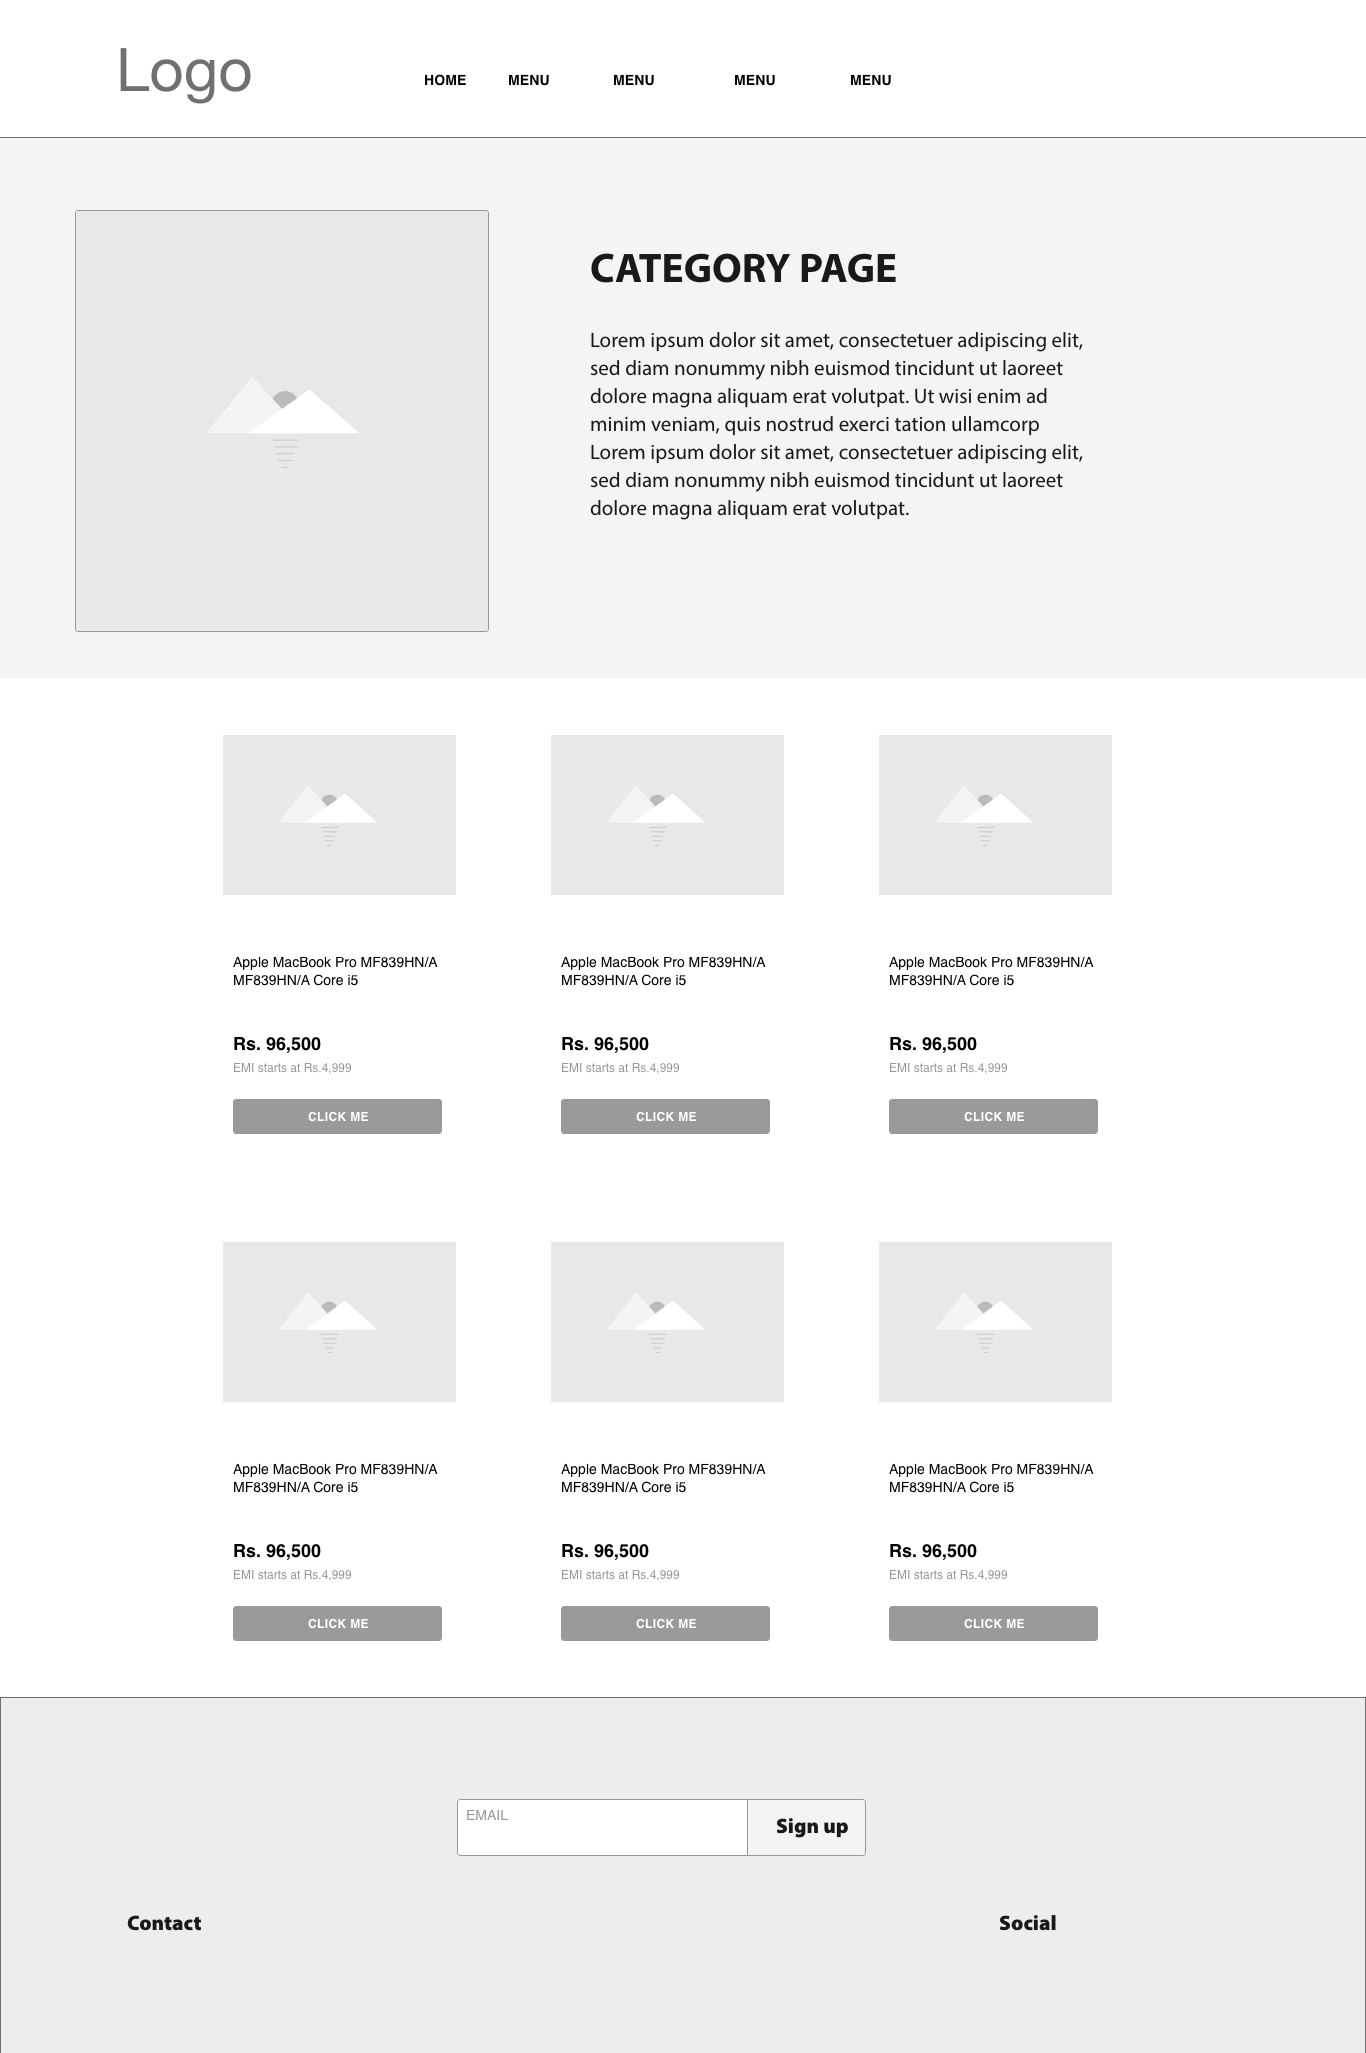 Logo
HOME MENU MENU MENU MENU
CATEGORY PAGE
Lorem ipsum dolor sit amet, consectetuer adipiscing elit,
sed diam nonummy nibh euismod tincidunt ut laoreet
dolore magna aliquam erat volutpat. Ut wisi enim ad
minim veniam, quis nostrud exerci tation ullamcorp
Lorem ipsum dolor sit amet, consectetuer adipiscing elit,
sed diam nonummy nibh euismod tincidunt ut laoreet
dolore magna aliquam erat volutpat.
Apple MacBook Pro MF839HN/A
MF839HN/A Core i5
Rs. 96,500
EMI starts at Rs.4,999
CLICK ME
Apple MacBook Pro MF839HN/A
MF839HN/A Core i5
Rs. 96,500
EMI starts at Rs.4,999
CLICK ME
Apple MacBook Pro MF839HN/A
MF839HN/A Core i5
Rs. 96,500
EMI starts at Rs.4,999
CLICK ME
Apple MacBook Pro MF839HN/A
MF839HN/A Core i5
Rs. 96,500
EMI starts at Rs.4,999
CLICK ME
Apple MacBook Pro MF839HN/A
MF839HN/A Core i5
Rs. 96,500
EMI starts at Rs.4,999
CLICK ME
Apple MacBook Pro MF839HN/A
MF839HN/A Core i5
Rs. 96,500
EMI starts at Rs.4,999
CLICK ME
EMAIL
Sign up
Contact
Social